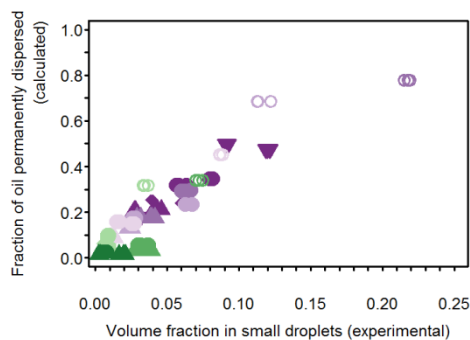 Fraction of oil permanently dispersed
(calculated)
1.0
0.8
0.6
0.4
0.2
0.0
0.00 0.05 0.10 0.15 0.20 0.25
Volume fraction in small droplets (experimental)